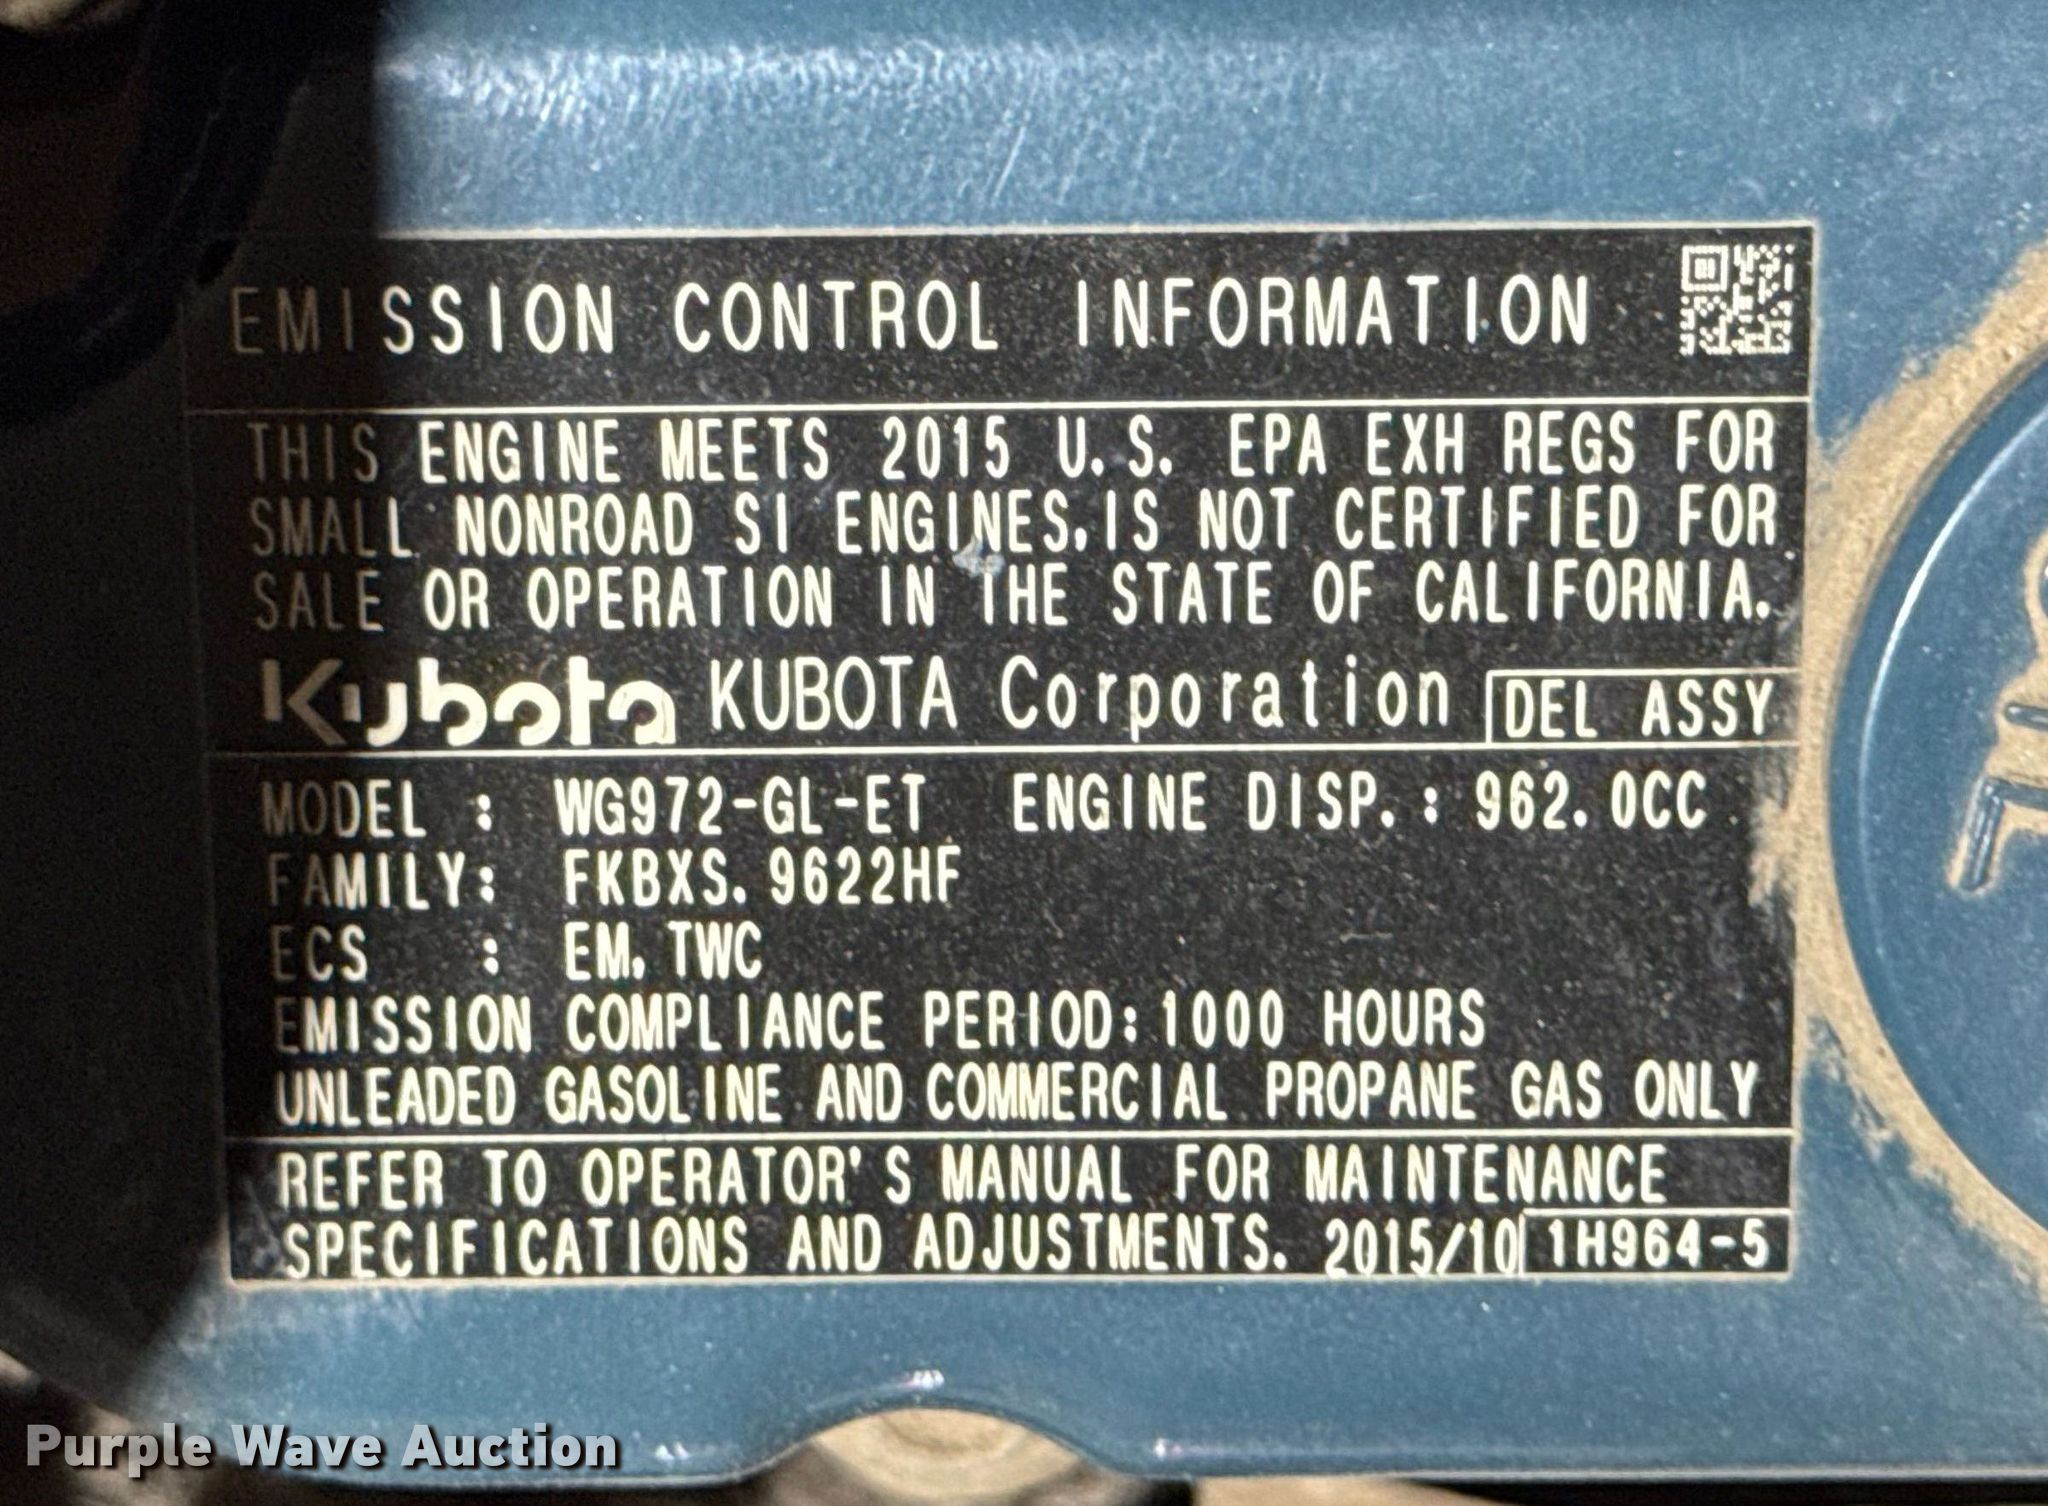 EMISSION CONTROL INFORMATION
THIS ENGINE MEETS 2015 U.S. EPA EXH REGS FOR
SMALL NONROAD SI ENGINES.IS NOT CERTIFIED FOR
SALE OR OPERATION IN THE STATE OF CALIFORNIA.
Kubota KUBOTA Corporation DEL ASSY
MODEL : WG972-GL-ET ENGINE DISP.: 962.0CC
FAMILY: FKBXS.9622HF
ECS : EM.TWC
EMISSION COMPLIANCE PERIOD:1000 HOURS
UNLEADED GASOLINE AND COMMERCIAL PROPANE GAS ONLY
REFER TO OPERATOR'S MANUAL FOR MAINTENANCE
SPECIFICATIONS AND ADJUSTMENTS. 2015/10 1H964-5
Purple Wave Auction